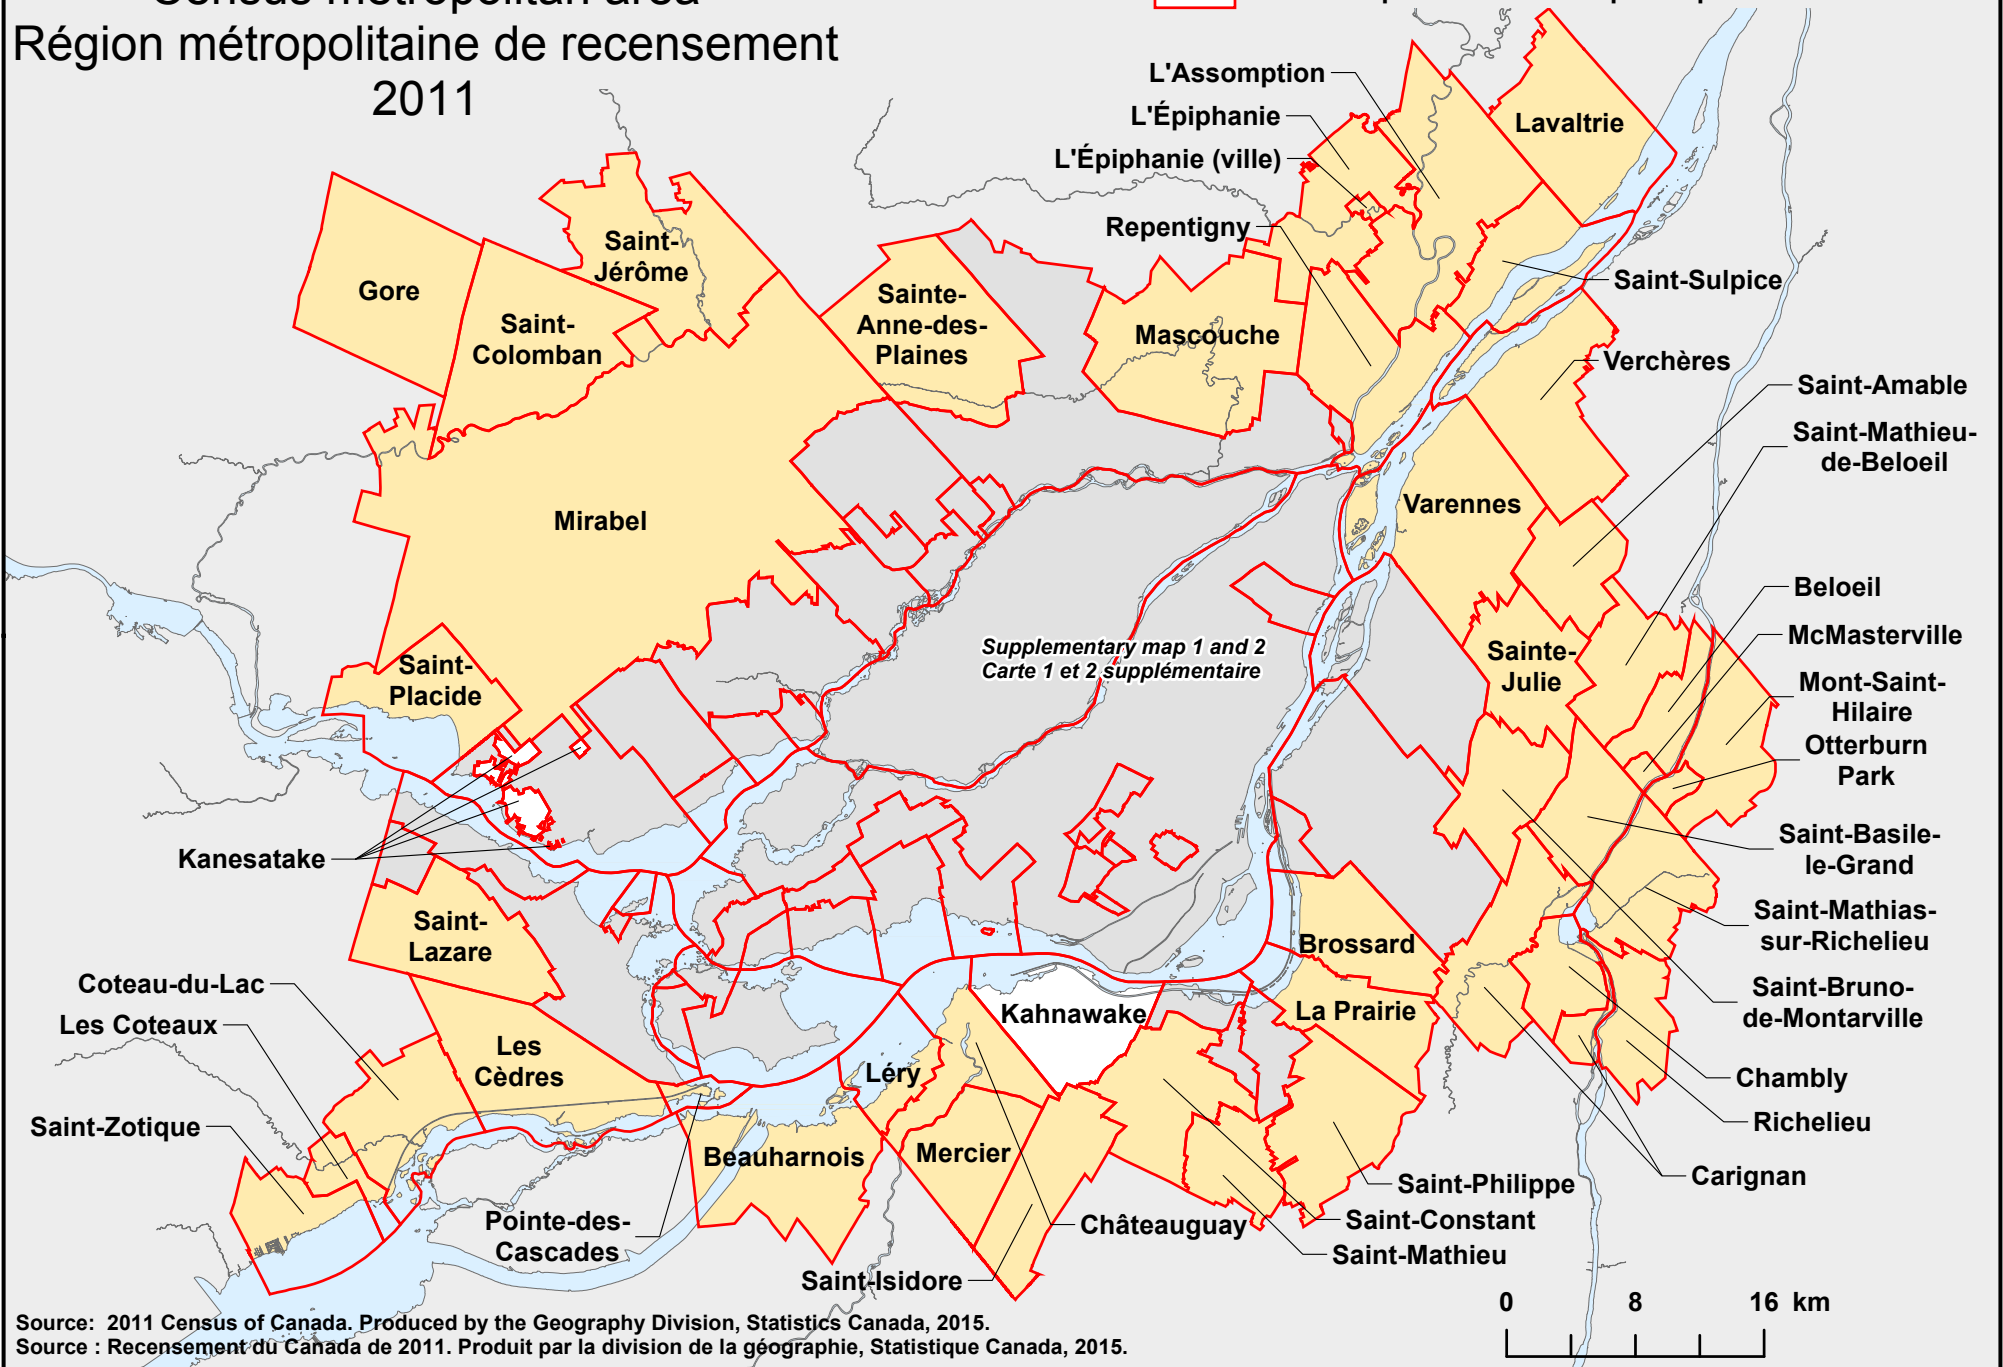 Région métropolitaine de recensement
2011
L'Assomption
L'Épiphanie
L'Épiphanie (ville)
Repentigny
Lavaltrie
Saint-
Jérôme
Gore
Saint-
Colomban
Sainte-
Anne-des-
Plaines
Mascouche
Saint-Sulpice
Verchères
Saint-Amable
Saint-Mathieu-
de-Beloeil
Varennes
Mirabel
Beloeil
McMasterville
Supplementary map 1 and 2
Carte 1 et 2 supplémentaire
Sainte-
Julie
Saint-
Placide
Mont-Saint-
Hilaire
Otterburn
Park
Kanesatake
Saint-Basile-
le-Grand
Saint-
Lazare
Brossard
Saint-Mathias-
sur-Richelieu
Coteau-du-Lac
Les Coteaux
Kahnawake
La Prairie
Saint-Bruno-
de-Montarville
Les
Cèdres
Léry
Chambly
Richelieu
Saint-Zotique
Beauharnois
Mercier
Carignan
Saint-Philippe
Pointe-des-
Cascades
Châteauguay
Saint-Constant
Saint-Mathieu
Saint-Isidore
0 8 16 km
Source: 2011 Census of Canada. Produced by the Geography Division, Statistics Canada, 2015.
Source : Recensement du Canada de 2011. Produit par la division de la géographie, Statistique Canada, 2015.